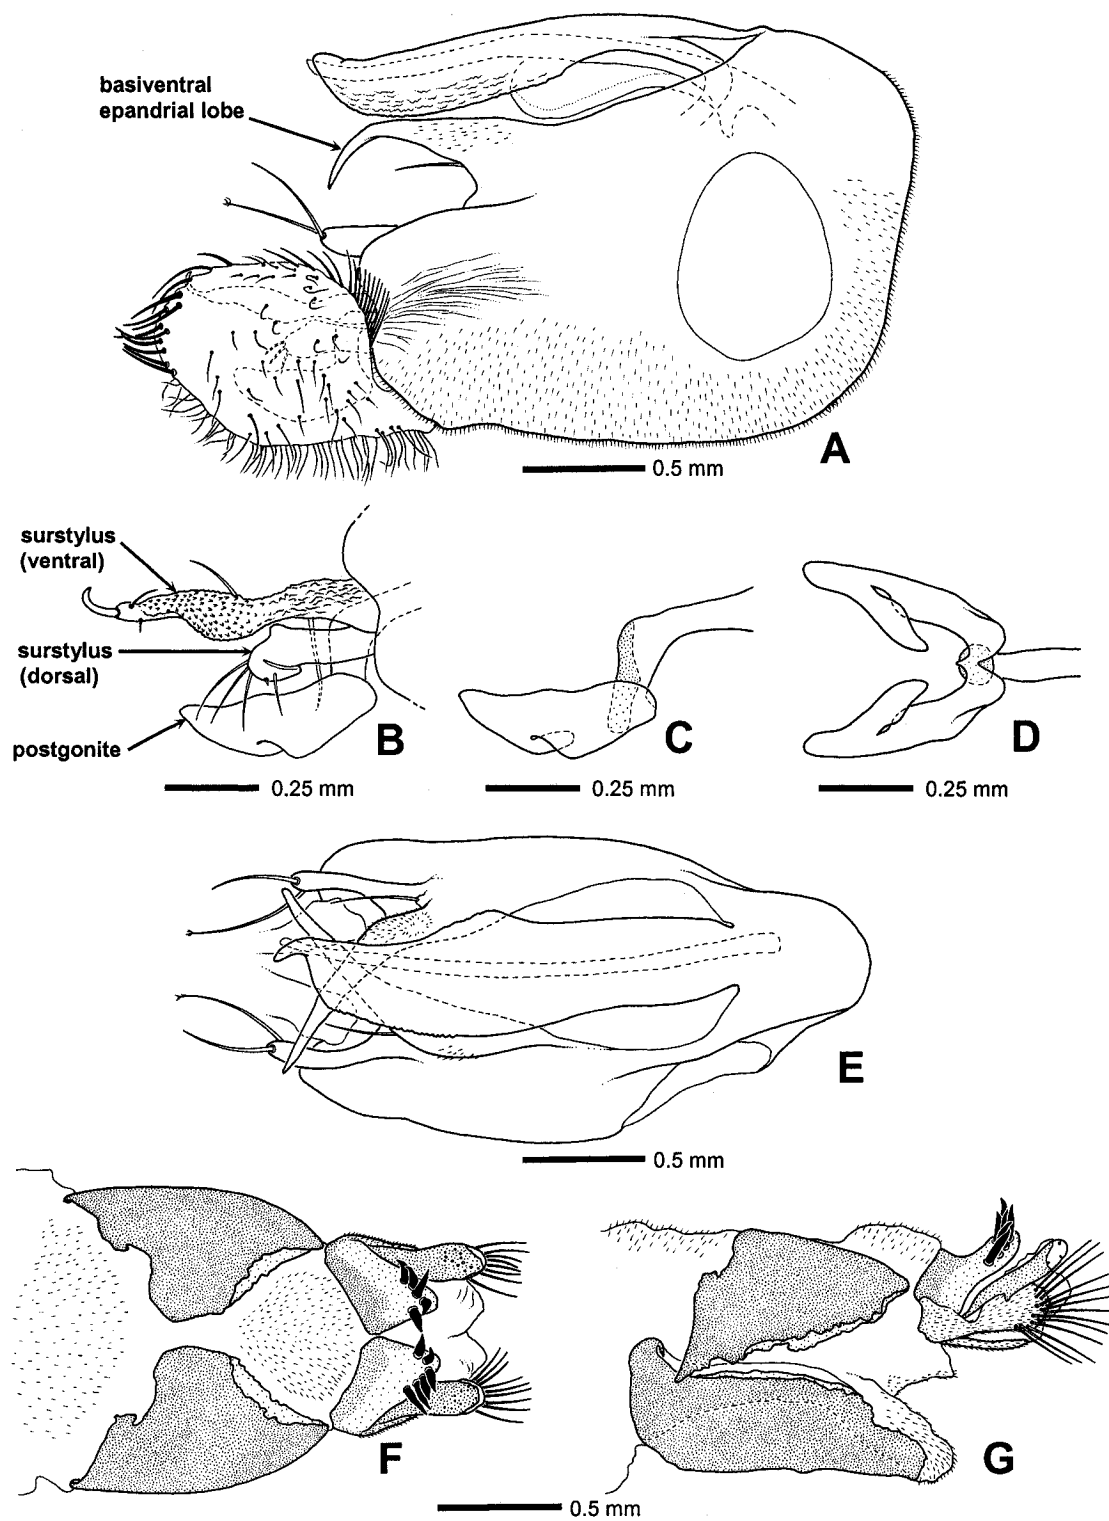 basiventral
epandrial lobe
A
0.5 mm
surstylus
(ventral)
surstylus
(dorsal)
postgonite
B
C
D
0.25 mm
0.25 mm
0.25 mm
E
0.5 mm
F
G
0.5 mm